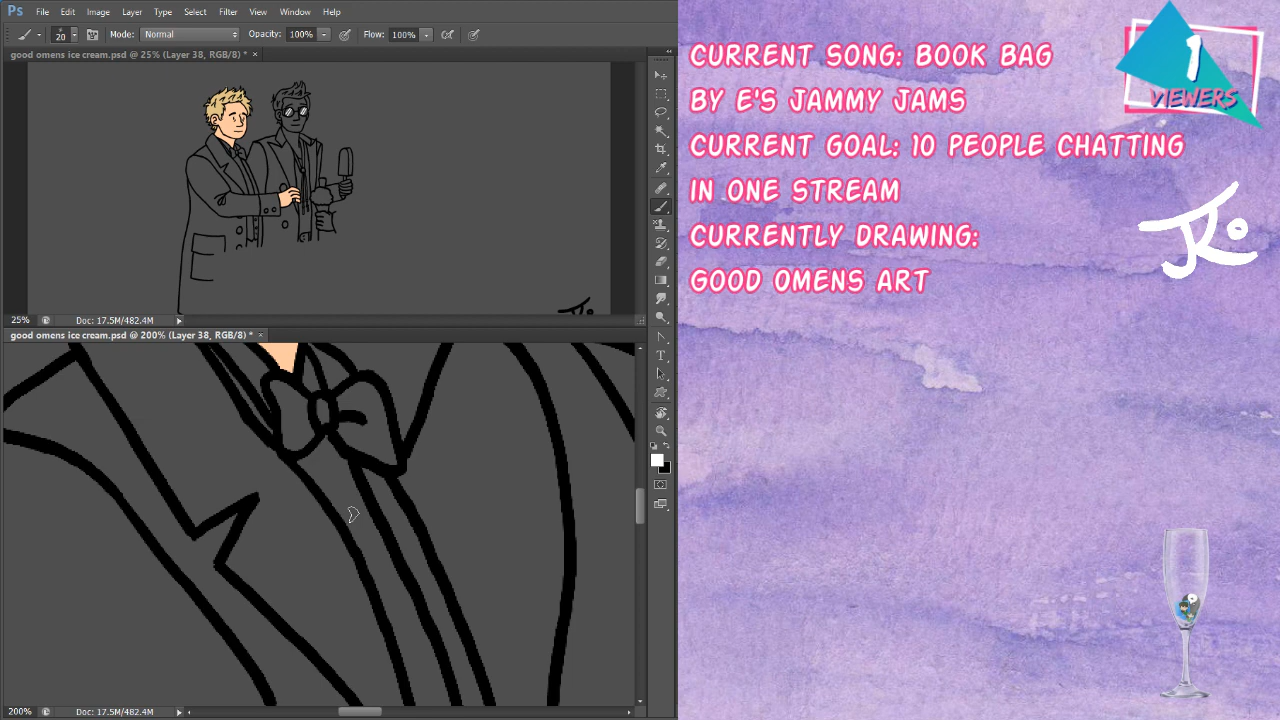 Ps File Edit Image Layer Type Select Filter View Window Help
20 Mode: Normal Opacity: 100% Flow: 100%
good omens ice cream.psd @ 25% (Layer 38, RGB/8) * ×
25% Doc: 17.5M/482.4M
good omens ice cream.psd @ 200% (Layer 38, RGB/8) * ×
200% Doc: 17.5M/482.4M
CURRENT SONG: BOOK BAG
BY E'S JAMMY JAMS
CURRENT GOAL: 10 PEOPLE CHATTING
IN ONE STREAM
CURRENTLY DRAWING:
GOOD OMENS ART
1
VIEWERS